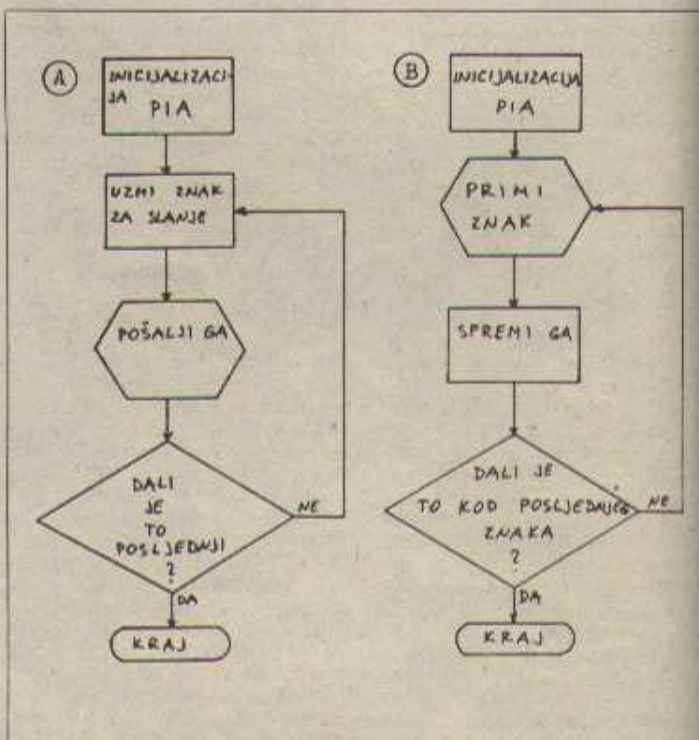 A
INICIJALIZACI-
JA PIA
UZMI ZNAK
ZA SLANJE
POŠALJI GA
DALI
JE
TO
POSLJEDNJI
?
NE
DA
KRAJ
B
INICIJALIZACIJA
PIA
PRIMI
ZNAK
SPREMI GA
DALI JE
TO KOD POSLJEDNJEG
ZNAKA
?
NE
DA
KRAJ